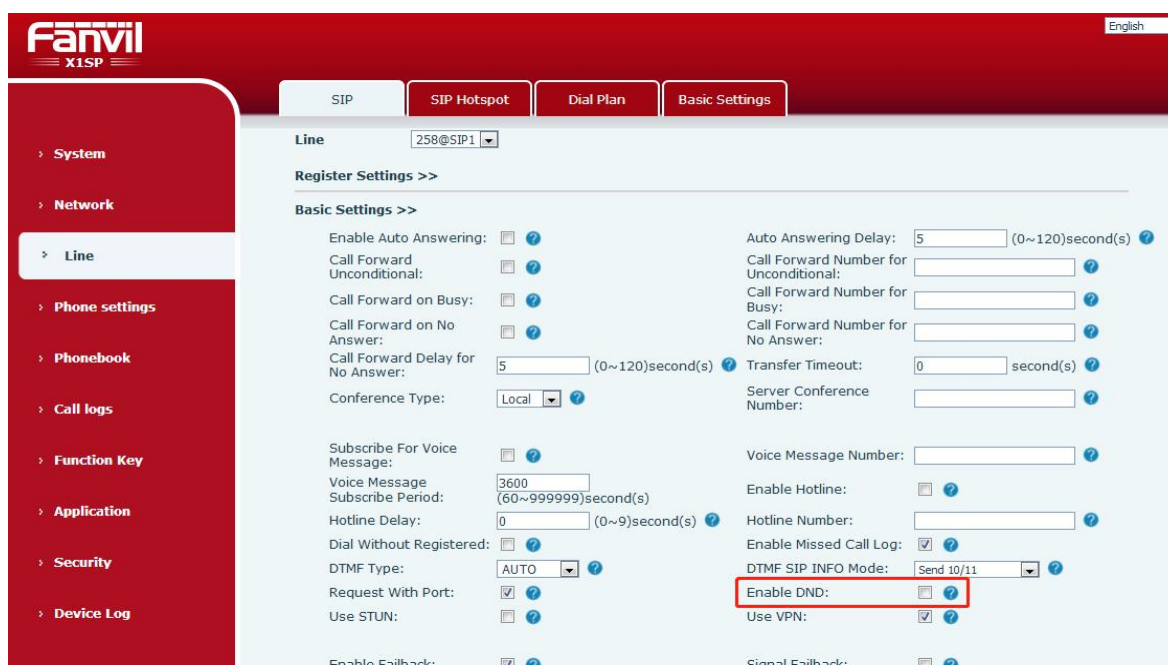 English
Fanvil
X1SP
SIP
SIP Hotspot
Dial Plan
Basic Settings
› System
› Network
› Line
› Phone settings
› Phonebook
› Call logs
› Function Key
› Application
› Security
› Device Log
Line 258@SIP1
Register Settings >>
Basic Settings >>
Enable Auto Answering: Auto Answering Delay: 5 (0~120)second(s)
Call Forward
Unconditional:
Call Forward Number for
Unconditional:
Call Forward on Busy:
Call Forward Number for
Busy:
Call Forward on No
Answer:
Call Forward Number for
No Answer:
Call Forward Delay for
No Answer: 5 (0~120)second(s)
Transfer Timeout: 0 second(s)
Conference Type: Local
Server Conference
Number:
Subscribe For Voice
Message:
Voice Message Number:
Voice Message
Subscribe Period: 3600
(60~999999)second(s)
Enable Hotline:
Hotline Delay: 0 (0~9)second(s)
Hotline Number:
Dial Without Registered:
Enable Missed Call Log:
DTMF Type: AUTO
DTMF SIP INFO Mode: Send 10/11
Request With Port:
Enable DND:
Use STUN:
Use VPN:
Enable Failback:
Signal Failback: